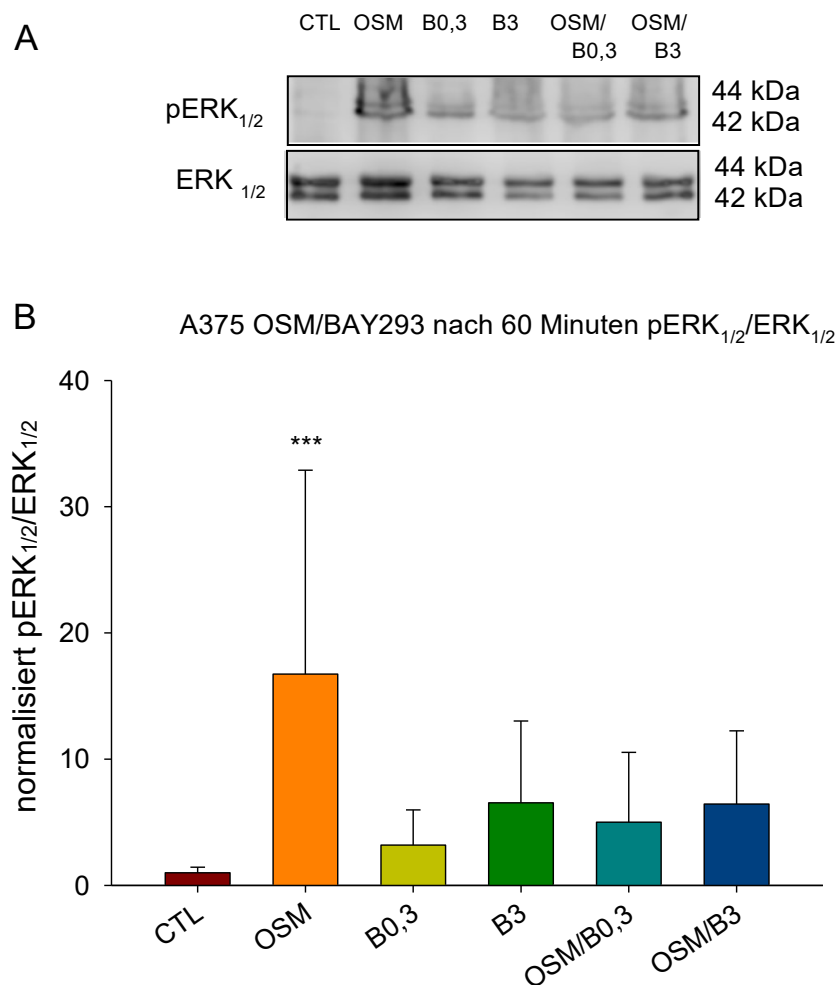 A
CTL OSM B0,3 B3 OSM/ OSM/
B0,3 B3
pERK1/2
44 kDa
42 kDa
ERK 1/2
44 kDa
42 kDa
B
A375 OSM/BAY293 nach 60 Minuten pERK1/2/ERK1/2
normalisiert pERK1/2/ERK1/2
40
30
20
10
0
***
CTL
OSM
B0,3
B3
OSM/B0,3
OSM/B3